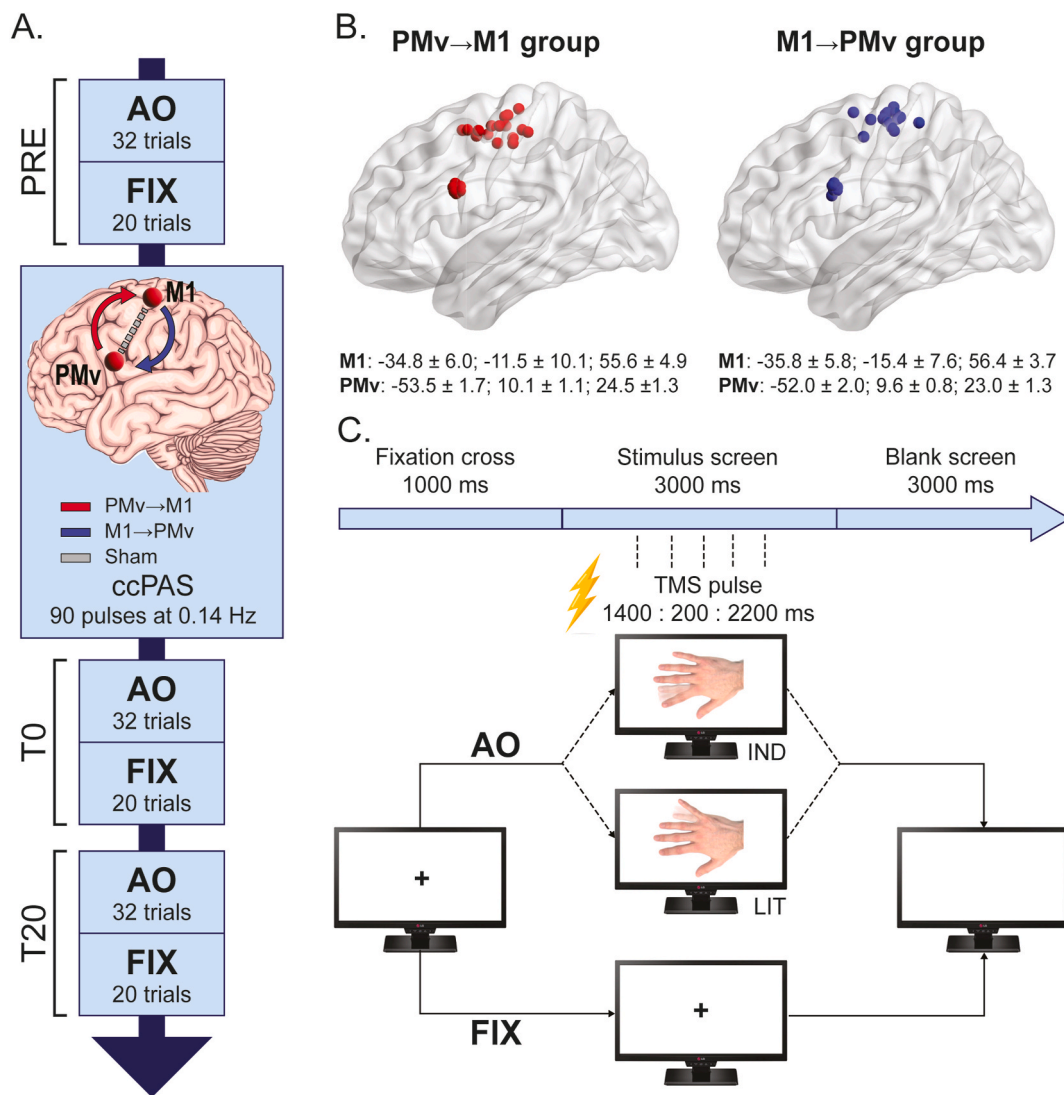 A.
PRE
AO
32 trials
FIX
20 trials
M1
PMv
PMv→M1
M1→PMv
Sham
ccPAS
90 pulses at 0.14 Hz
T0
AO
32 trials
FIX
20 trials
T20
AO
32 trials
FIX
20 trials
B.
PMv→M1 group
M1: -34.8 ± 6.0; -11.5 ± 10.1; 55.6 ± 4.9
PMv: -53.5 ± 1.7; 10.1 ± 1.1; 24.5 ±1.3
M1→PMv group
M1: -35.8 ± 5.8; -15.4 ± 7.6; 56.4 ± 3.7
PMv: -52.0 ± 2.0; 9.6 ± 0.8; 23.0 ± 1.3
C.
Fixation cross
1000 ms
Stimulus screen
3000 ms
Blank screen
3000 ms
TMS pulse
1400 : 200 : 2200 ms
AO
IND
LIT
+
FIX
+